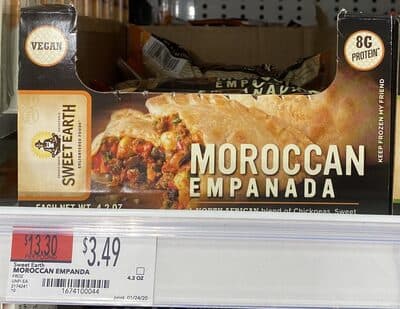 VEGAN
8G
PROTEIN*
KEEP FROZEN MY FRIEND
SWEET EARTH
ENLIGHTENED FOODS
MOROCCAN
EMPANADA
EACH NET WT. 4.2 OZ
A NORTH AFRICAN blend of Chickpeas, Sweet
$13.30
$3.49
Sweet Earth
MOROCCAN EMPANDA
FROZ
4.2 OZ
1674100044
01/24/20